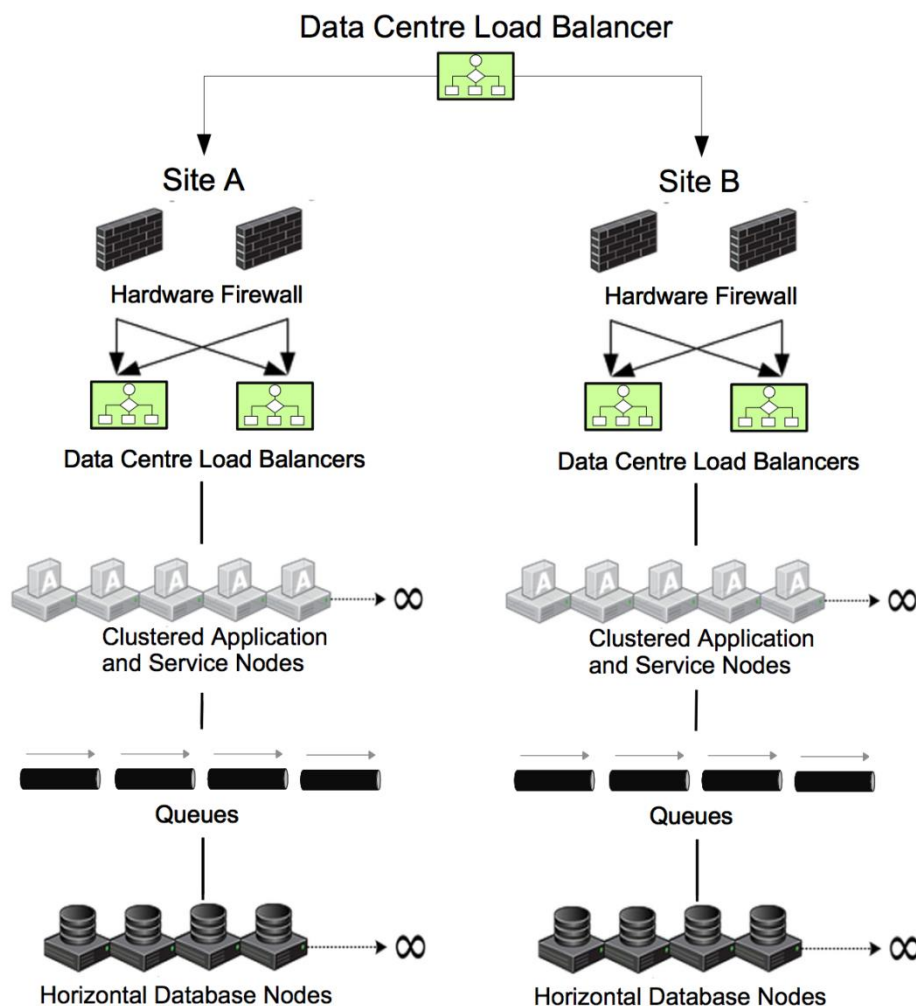 Data Centre Load Balancer
Site A
Site B
Hardware Firewall
Hardware Firewall
Data Centre Load Balancers
Data Centre Load Balancers
A A A A A
∞
A A A A A
∞
Clustered Application
and Service Nodes
Clustered Application
and Service Nodes
Queues
Queues
∞
∞
Horizontal Database Nodes
Horizontal Database Nodes